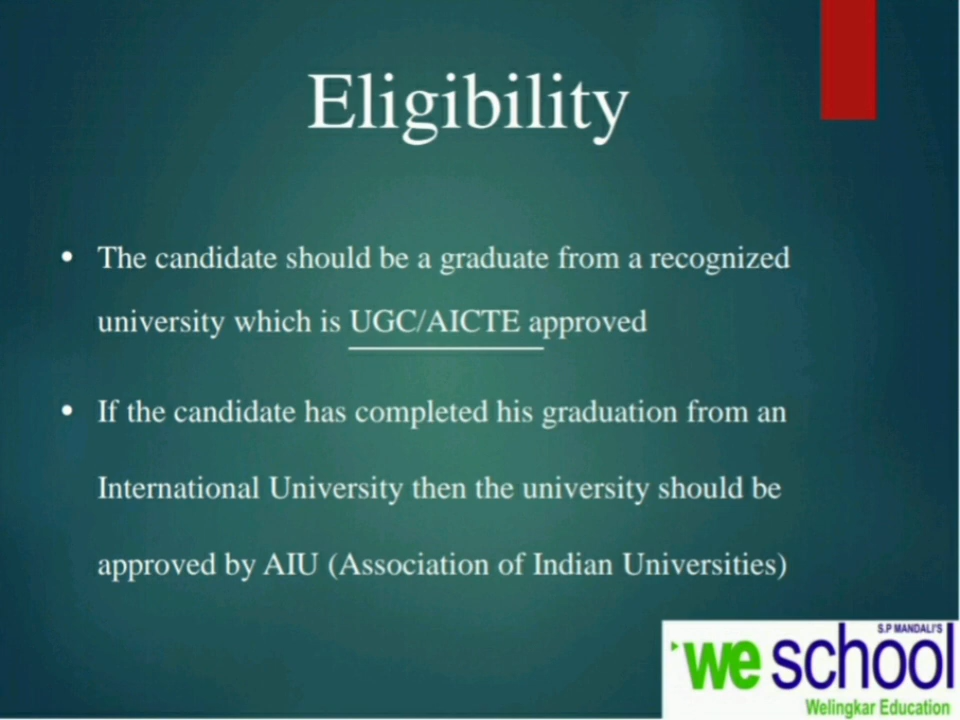 Eligibility
• The candidate should be a graduate from a recognized
university which is UGC/AICTE approved
• If the candidate has completed his graduation from an
International University then the university should be
approved by AIU (Association of Indian Universities)
S.P MANDALI'S
we school
Welingkar Education